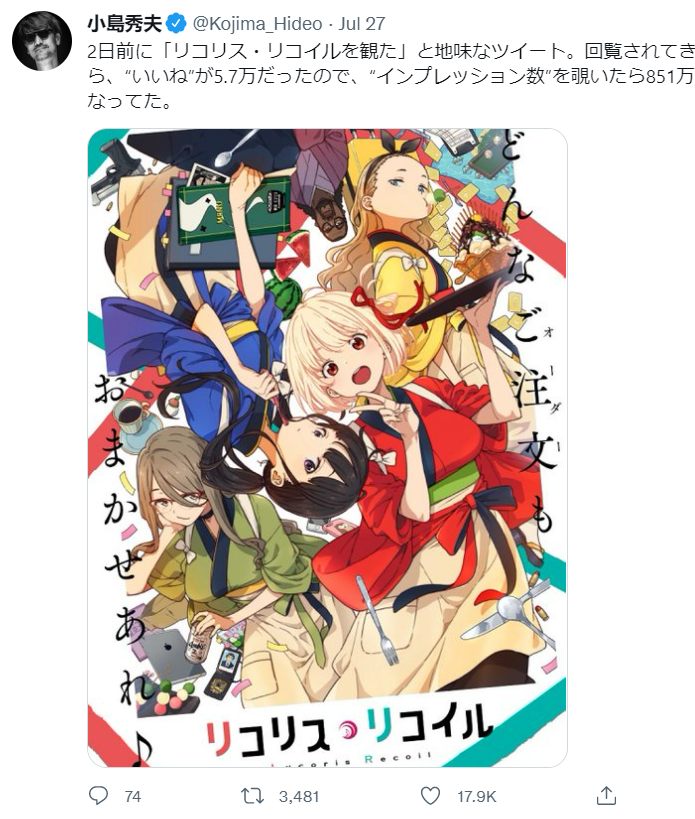 小島秀夫 @Kojima_Hideo · Jul 27
2日前に「リコリス・リコイルを観た」と地味なツイート。回覧されてき
ら、“いいね”が5.7万だったので、“インプレッション数”を覗いたら851万
なってた。
どんなご注文も
オーダー
おまかせあれ♪
MENU
リコリス・リコイル
Lycoris Recoil
74
3,481
17.9K